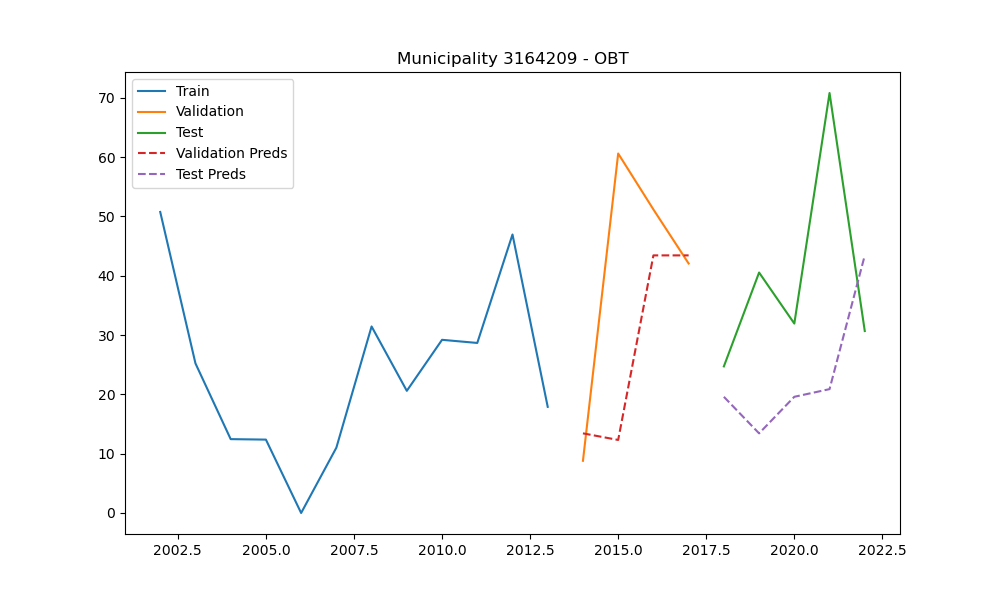 Municipality 3164209 - OBT
Train
Validation
Test
Validation Preds
Test Preds
70
60
50
40
30
20
10
0
2002.5 2005.0 2007.5 2010.0 2012.5 2015.0 2017.5 2020.0 2022.5